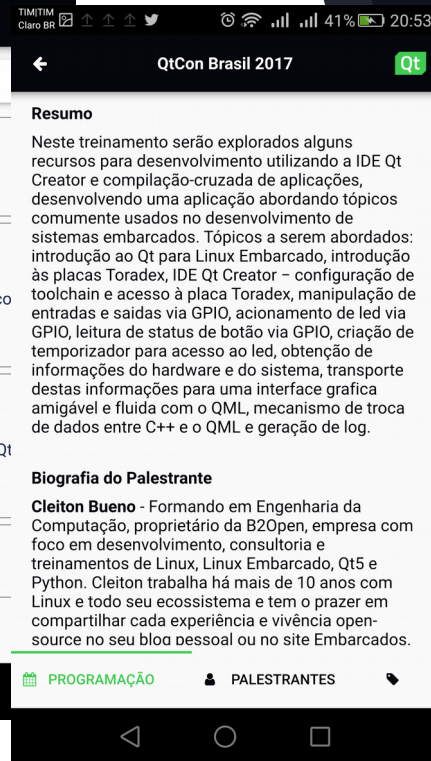 TIM|TIM
Claro BR
41%
20:53
QtCon Brasil 2017
Qt
Resumo
Neste treinamento serão explorados alguns
recursos para desenvolvimento utilizando a IDE Qt
Creator e compilação-cruzada de aplicações,
desenvolvendo uma aplicação abordando tópicos
comumente usados no desenvolvimento de
sistemas embarcados. Tópicos a serem abordados:
introdução ao Qt para Linux Embarcado, introdução
às placas Toradex, IDE Qt Creator – configuração de
toolchain e acesso à placa Toradex, manipulação de
entradas e saidas via GPIO, acionamento de led via
GPIO, leitura de status de botão via GPIO, criação de
temporizador para acesso ao led, obtenção de
informações do hardware e do sistema, transporte
destas informações para uma interface grafica
amigável e fluida com o QML, mecanismo de troca
de dados entre C++ e o QML e geração de log.
Biografia do Palestrante
Cleiton Bueno - Formando em Engenharia da
Computação, proprietário da B2Open, empresa com
foco em desenvolvimento, consultoria e
treinamentos de Linux, Linux Embarcado, Qt5 e
Python. Cleiton trabalha há mais de 10 anos com
Linux e todo seu ecossistema e tem o prazer em
compartilhar cada experiência e vivência open-
source no seu blog pessoal ou no site Embarcados.
PROGRAMAÇÃO
PALESTRANTES